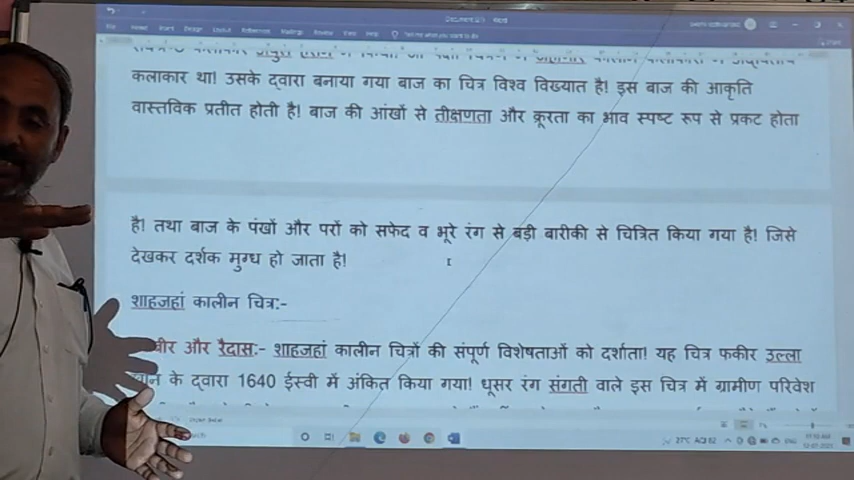 कलाकार था! उसके द्वारा बनाया गया बाज का चित्र विश्व विख्यात है! इस बाज की आकृति
वास्तविक प्रतीत होती है! बाज की आंखों से तीक्षणता और क्रूरता का भाव स्पष्ट रूप से प्रकट होता
है! तथा बाज के पंखों और परों को सफेद व भूरे रंग से बड़ी बारीकी से चित्रित किया गया है! जिसे
देखकर दर्शक मुग्ध हो जाता है!
शाहजहां कालीन चित्र:-
और रैदास:- शाहजहां कालीन चित्रों की संपूर्ण विशेषताओं को दर्शाता! यह चित्र फकीर उल्ला
के द्वारा 1640 ईस्वी में अंकित किया गया! धूसर रंग संगती वाले इस चित्र में ग्रामीण परिवेश